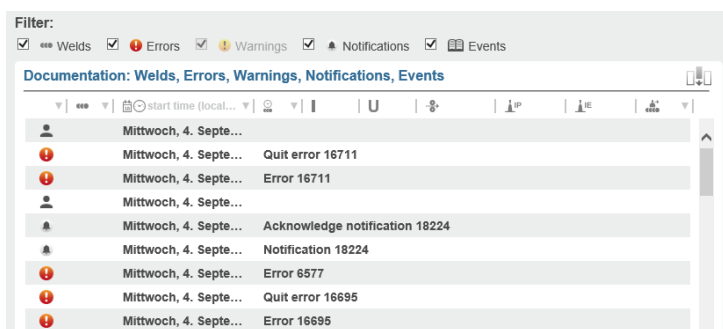 Filter:
Welds Errors Warnings Notifications Events
Documentation: Welds, Errors, Warnings, Notifications, Events
start time (local... I U IP IE
Mittwoch, 4. Septe...
Mittwoch, 4. Septe... Quit error 16711
Mittwoch, 4. Septe... Error 16711
Mittwoch, 4. Septe...
Mittwoch, 4. Septe... Acknowledge notification 18224
Mittwoch, 4. Septe... Notification 18224
Mittwoch, 4. Septe... Error 6577
Mittwoch, 4. Septe... Quit error 16695
Mittwoch, 4. Septe... Error 16695